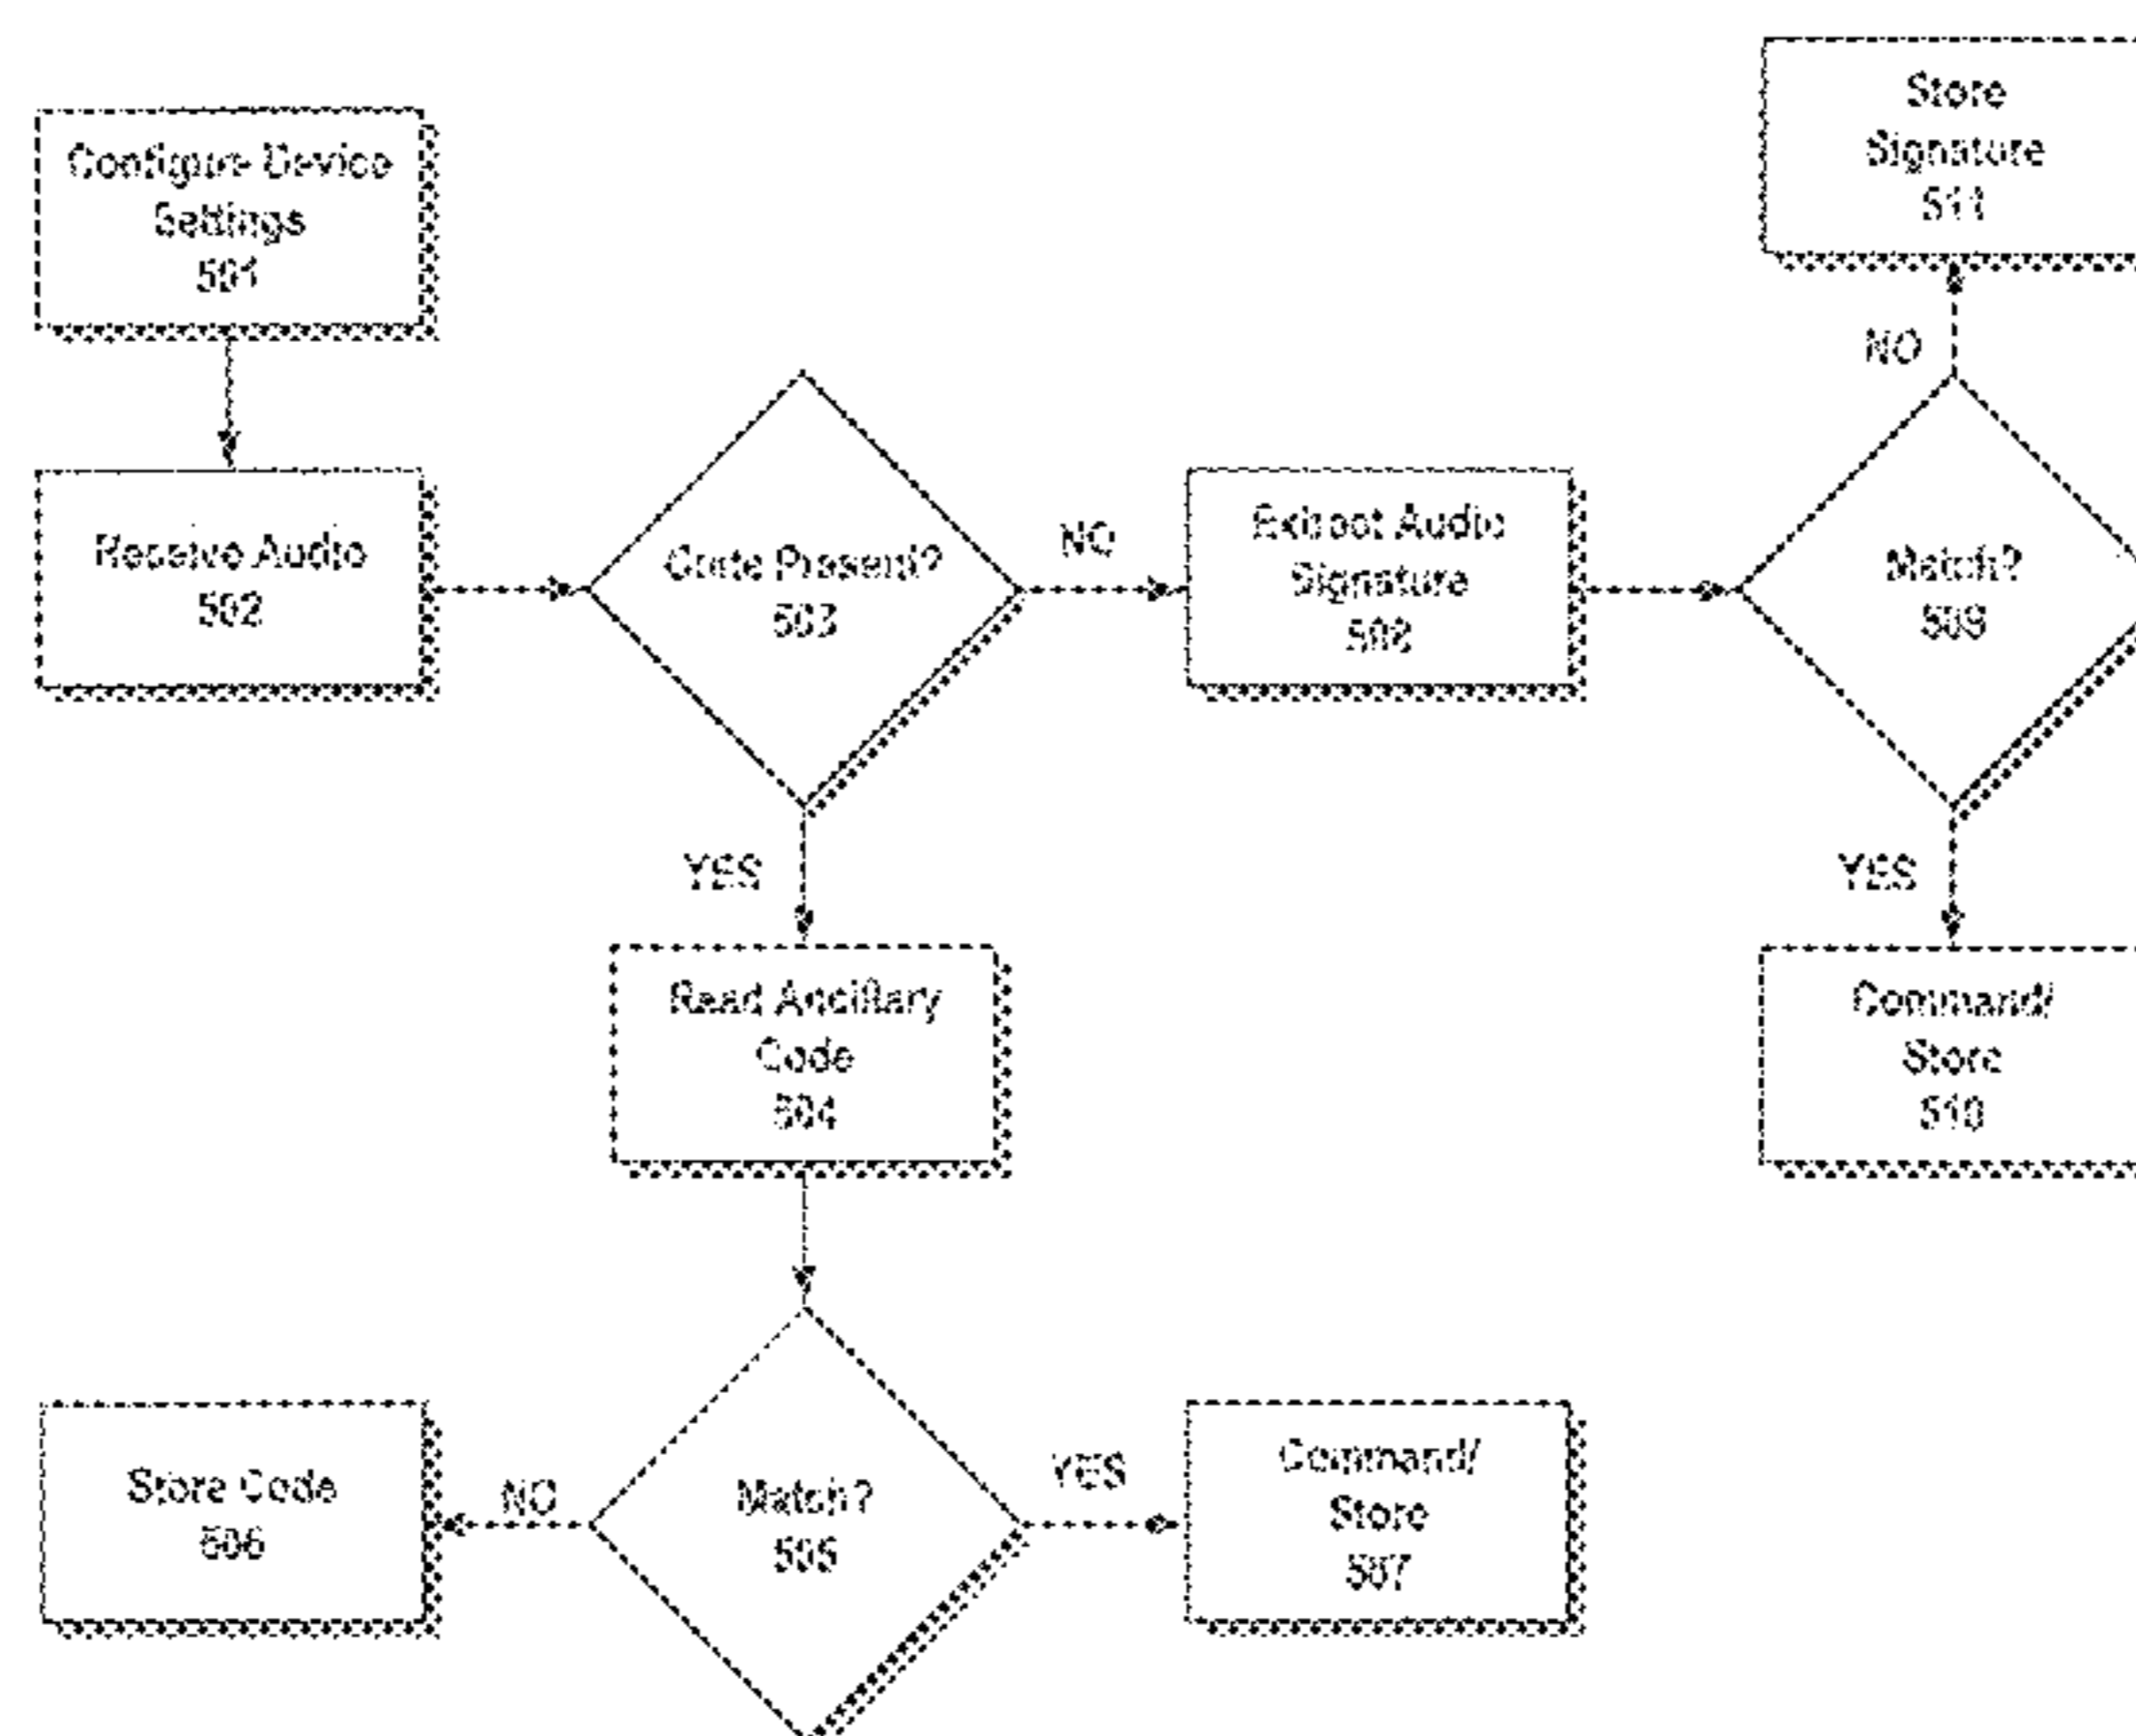 Configure Device
Settings
501
Receive Audio
502
Code Present?
503
NO
Extract Audio
Signature
508
Match?
509
NO
Store
Signature
511
YES
Command/
Store
510
YES
Read Ancillary
Code
504
Match?
505
NO
Store Code
506
YES
Command/
Store
507